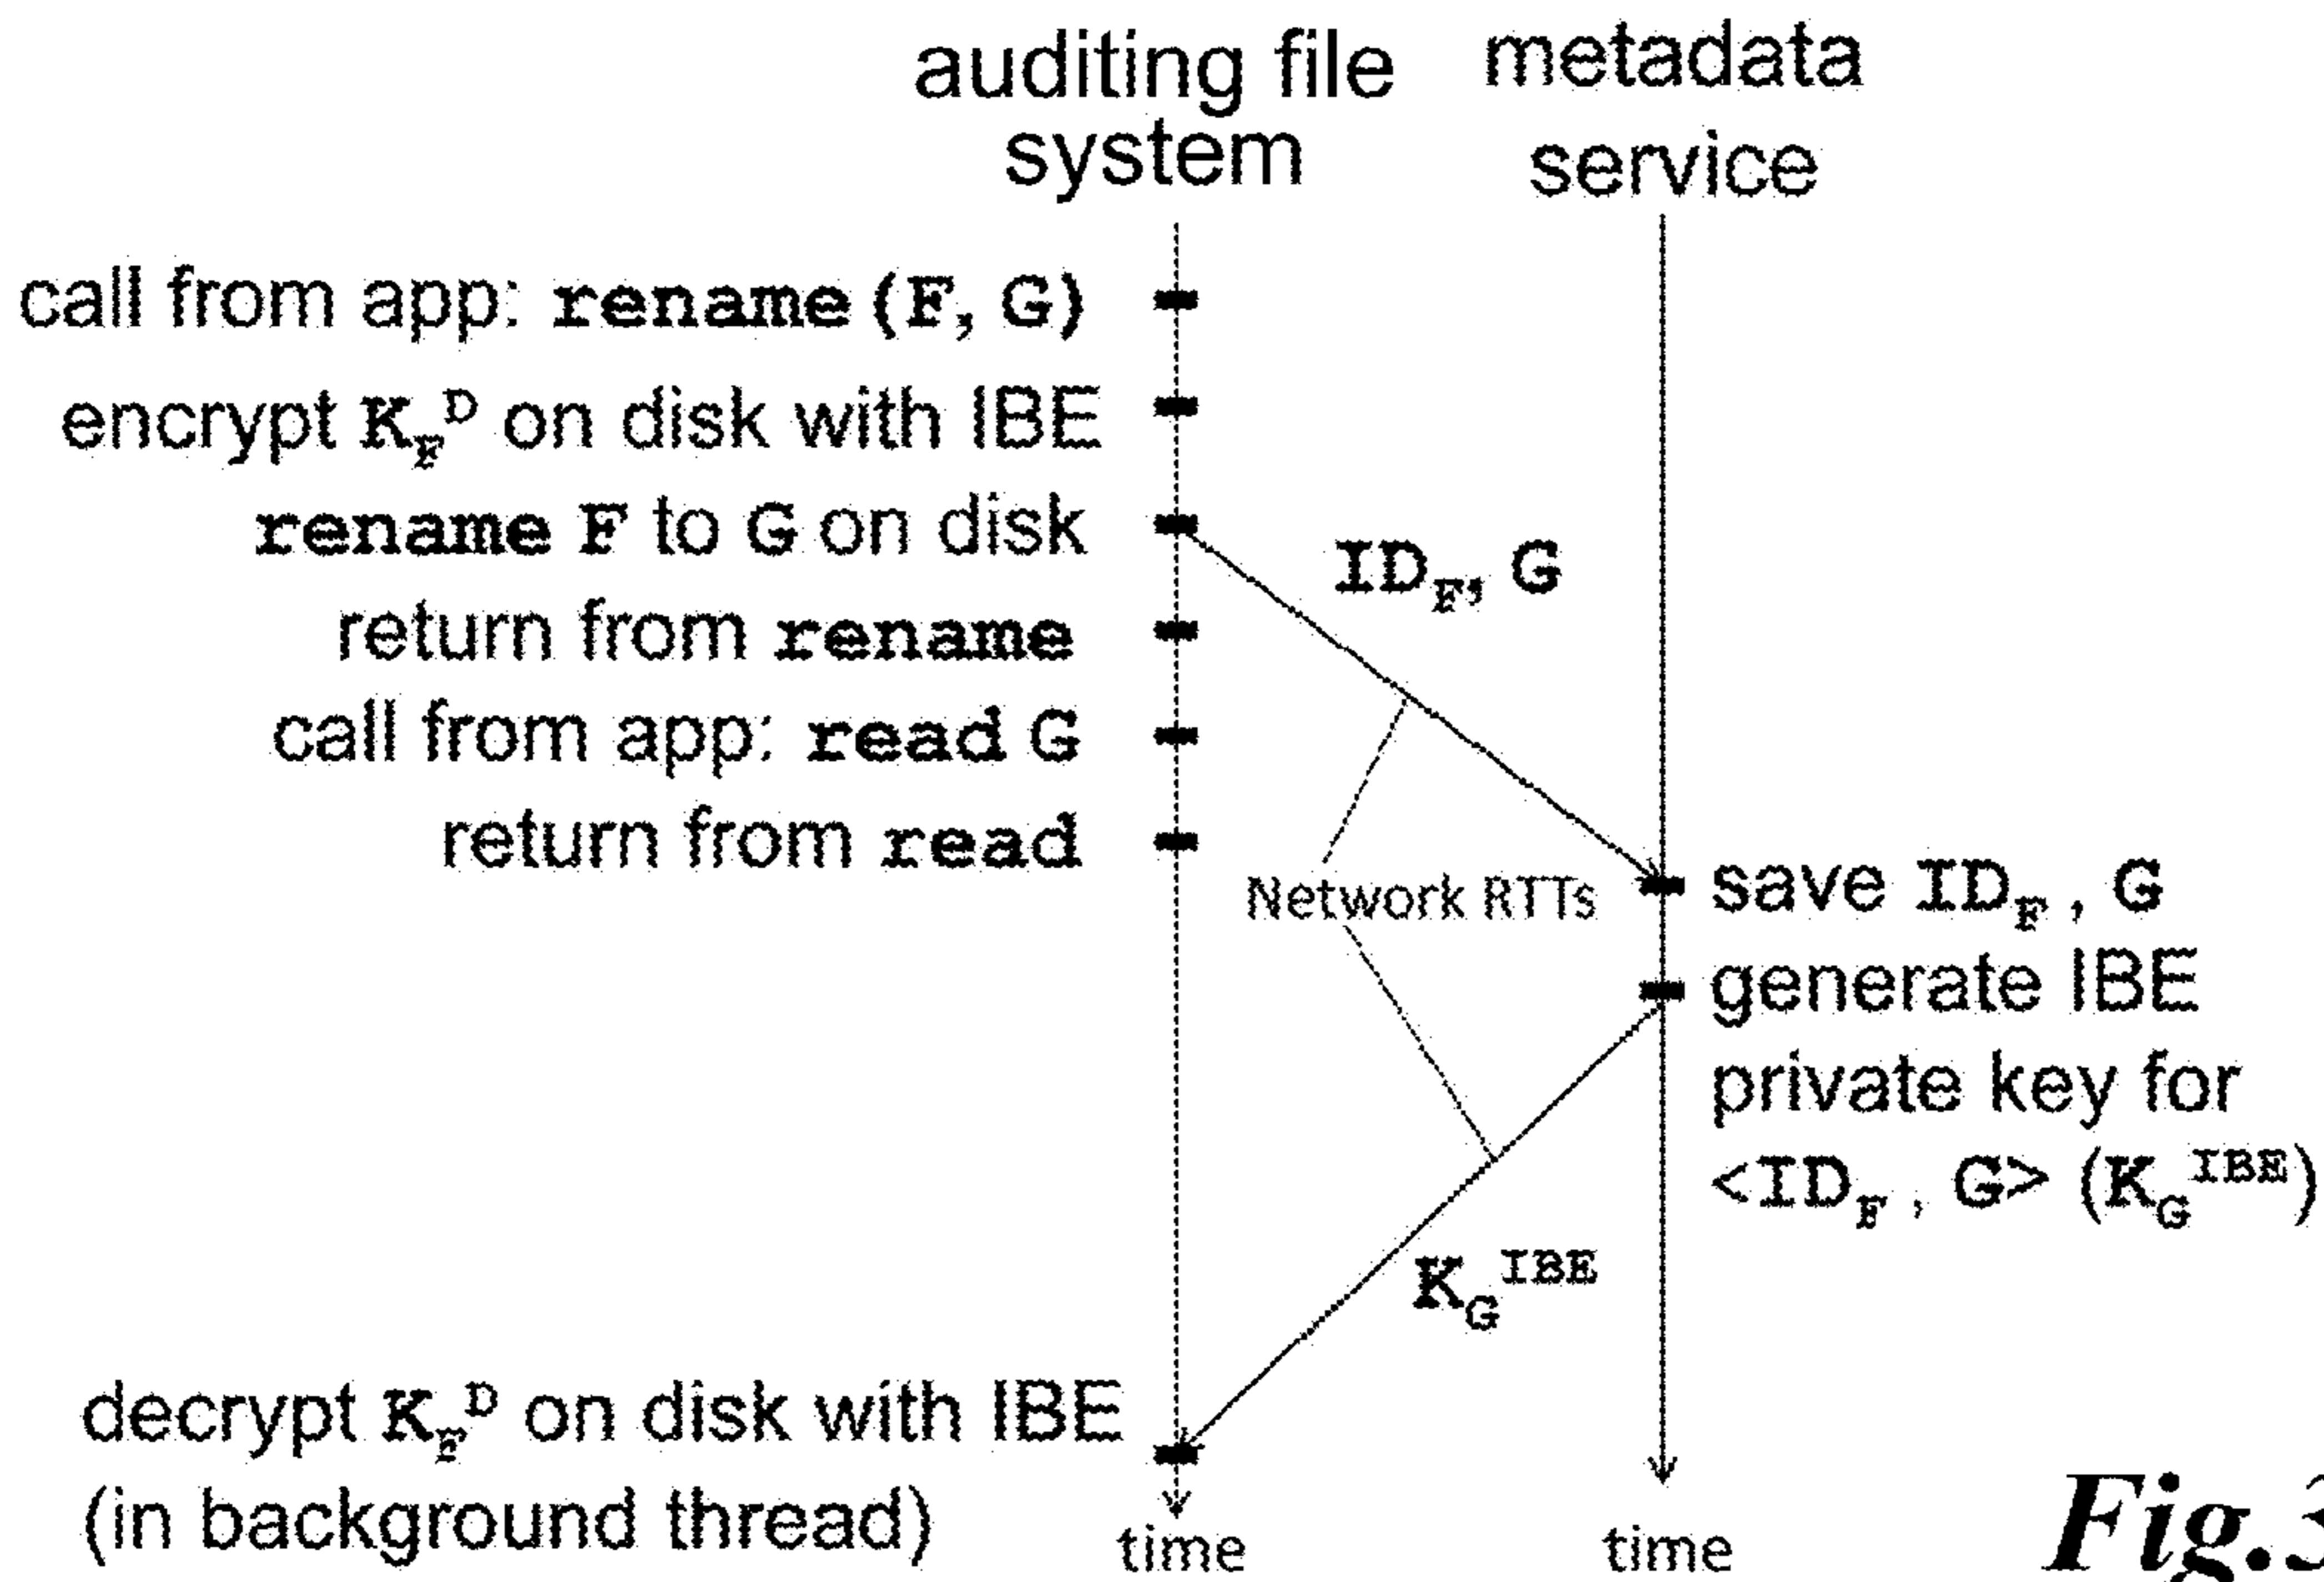 auditing file
system
metadata
service
call from app: rename (F, G)
encrypt K_F^D on disk with IBE
rename F to G on disk
ID_F, G
return from rename
call from app: read G
return from read
Network RTTs
save ID_F, G
generate IBE
private key for
<ID_F, G> (K_G^IBE)
K_G^IBE
decrypt K_F^D on disk with IBE
(in background thread)
time
time
Fig.3